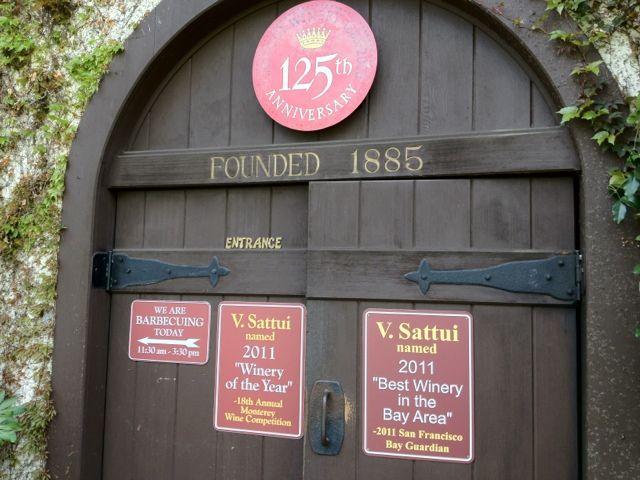 125th
ANNIVERSARY
FOUNDED 1885
ENTRANCE
WE ARE
BARBECUING
TODAY
11:30 am - 3:30 pm
V. Sattui
named
2011
"Winery
of the Year"
-18th Annual
Monterey
Wine Competition
V. Sattui
named
2011
"Best Winery
in the
Bay Area"
-2011 San Francisco
Bay Guardian